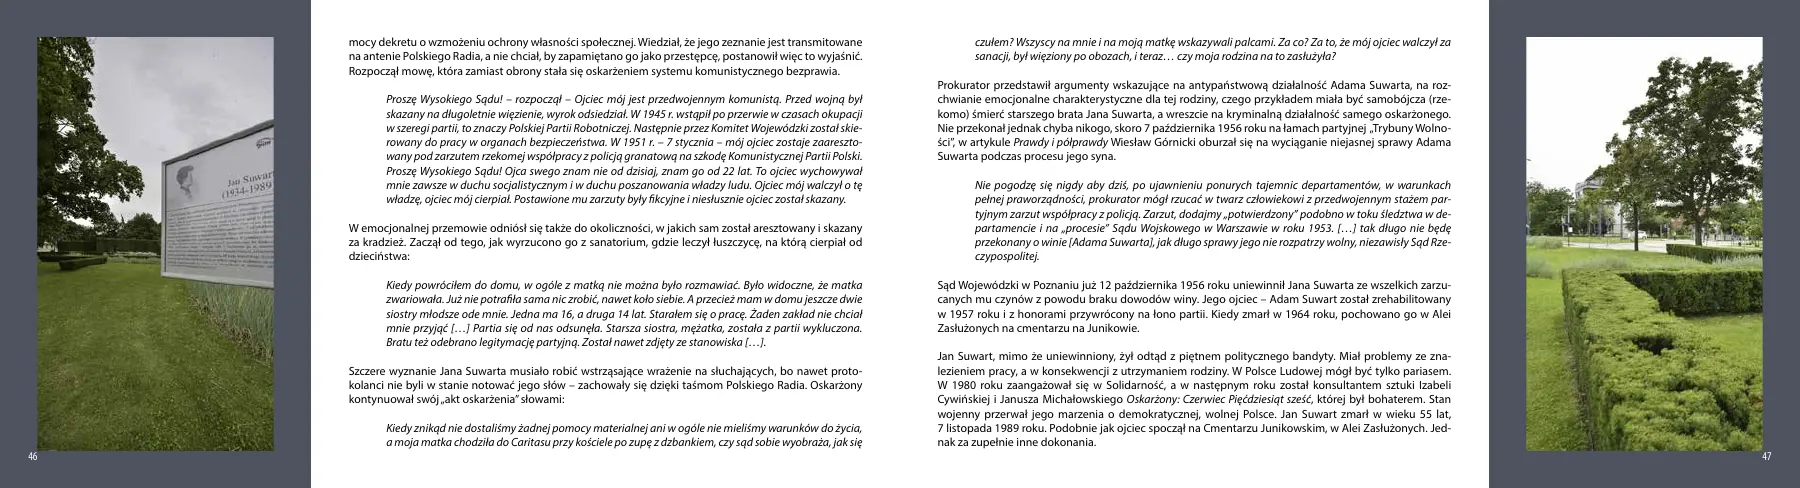 Jan Suwart
(1934-1989)
46
mocy dekretu o wzmożeniu ochrony własności społecznej. Wiedział, że jego zeznanie jest transmitowane
na antenie Polskiego Radia, a nie chciał, by zapamiętano go jako przestępcę, postanowił więc to wyjaśnić.
Rozpoczął mowę, która zamiast obrony stała się oskarżeniem systemu komunistycznego bezprawia.
Proszę Wysokiego Sądu! – rozpoczął – Ojciec mój jest przedwojennym komunistą. Przed wojną był
skazany na długoletnie więzienie, wyrok odsiedział. W 1945 r. wstąpił po przerwie w czasach okupacji
w szeregi partii, to znaczy Polskiej Partii Robotniczej. Następnie przez Komitet Wojewódzki został skie-
rowany do pracy w organach bezpieczeństwa. W 1951 r. – 7 stycznia – mój ojciec zostaje zaareszto-
wany pod zarzutem rzekomej współpracy z policją granatową na szkodę Komunistycznej Partii Polski.
Proszę Wysokiego Sądu! Ojca swego znam nie od dzisiaj, znam go od 22 lat. To ojciec wychowywał
mnie zawsze w duchu socjalistycznym i w duchu poszanowania władzy ludu. Ojciec mój walczył o tę
władzę, ojciec mój cierpiał. Postawione mu zarzuty były fikcyjne i niesłusznie ojciec został skazany.
W emocjonalnej przemowie odniósł się także do okoliczności, w jakich sam został aresztowany i skazany
za kradzież. Zaczął od tego, jak wyrzucono go z sanatorium, gdzie leczył łuszczycę, na którą cierpiał od
dzieciństwa:
Kiedy powróciłem do domu, w ogóle z matką nie można było rozmawiać. Było widoczne, że matka
zwariowała. Już nie potrafiła sama nic zrobić, nawet koło siebie. A przecież mam w domu jeszcze dwie
siostry młodsze ode mnie. Jedna ma 16, a druga 14 lat. Starałem się o pracę. Żaden zakład nie chciał
mnie przyjąć […] Partia się od nas odsunęła. Starsza siostra, mężatka, została z partii wykluczona.
Bratu też odebrano legitymację partyjną. Został nawet zdjęty ze stanowiska […].
Szczere wyznanie Jana Suwarta musiało robić wstrząsające wrażenie na słuchających, bo nawet proto-
kolanci nie byli w stanie notować jego słów – zachowały się dzięki taśmom Polskiego Radia. Oskarżony
kontynuował swój „akt oskarżenia” słowami:
Kiedy znikąd nie dostaliśmy żadnej pomocy materialnej ani w ogóle nie mieliśmy warunków do życia,
a moja matka chodziła do Caritasu przy kościele po zupę z dzbankiem, czy sąd sobie wyobraża, jak się
czułem? Wszyscy na mnie i na moją matkę wskazywali palcami. Za co? Za to, że mój ojciec walczył za
sanacji, był więziony po obozach, i teraz… czy moja rodzina na to zasłużyła?
Prokurator przedstawił argumenty wskazujące na antypaństwową działalność Adama Suwarta, na roz-
chwianie emocjonalne charakterystyczne dla tej rodziny, czego przykładem miała być samobójcza (rze-
komo) śmierć starszego brata Jana Suwarta, a wreszcie na kryminalną działalność samego oskarżonego.
Nie przekonał jednak chyba nikogo, skoro 7 października 1956 roku na łamach partyjnej „Trybuny Wolno-
ści”, w artykule Prawdy i półprawdy Wiesław Górnicki oburzał się na wyciąganie niejasnej sprawy Adama
Suwarta podczas procesu jego syna.
Nie pogodzę się nigdy aby dziś, po ujawnieniu ponurych tajemnic departamentów, w warunkach
pełnej praworządności, prokurator mógł rzucać w twarz człowiekowi z przedwojennym stażem par-
tyjnym zarzut współpracy z policją. Zarzut, dodajmy „potwierdzony” podobno w toku śledztwa w de-
partamencie i na „procesie” Sądu Wojskowego w Warszawie w roku 1953. […] tak długo nie będę
przekonany o winie [Adama Suwarta], jak długo sprawy jego nie rozpatrzy wolny, niezawisły Sąd Rze-
czypospolitej.
Sąd Wojewódzki w Poznaniu już 12 października 1956 roku uniewinnił Jana Suwarta ze wszelkich zarzu-
canych mu czynów z powodu braku dowodów winy. Jego ojciec – Adam Suwart został zrehabilitowany
w 1957 roku i z honorami przywrócony na łono partii. Kiedy zmarł w 1964 roku, pochowano go w Alei
Zasłużonych na cmentarzu na Junikowie.
Jan Suwart, mimo że uniewinniony, żył odtąd z piętnem politycznego bandyty. Miał problemy ze zna-
lezieniem pracy, a w konsekwencji z utrzymaniem rodziny. W Polsce Ludowej mógł być tylko pariasem.
W 1980 roku zaangażował się w Solidarność, a w następnym roku został konsultantem sztuki Izabeli
Cywińskiej i Janusza Michałowskiego Oskarżony: Czerwiec Pięćdziesiąt sześć, której był bohaterem. Stan
wojenny przerwał jego marzenia o demokratycznej, wolnej Polsce. Jan Suwart zmarł w wieku 55 lat,
7 listopada 1989 roku. Podobnie jak ojciec spoczął na Cmentarzu Junikowskim, w Alei Zasłużonych. Jed-
nak za zupełnie inne dokonania.
47